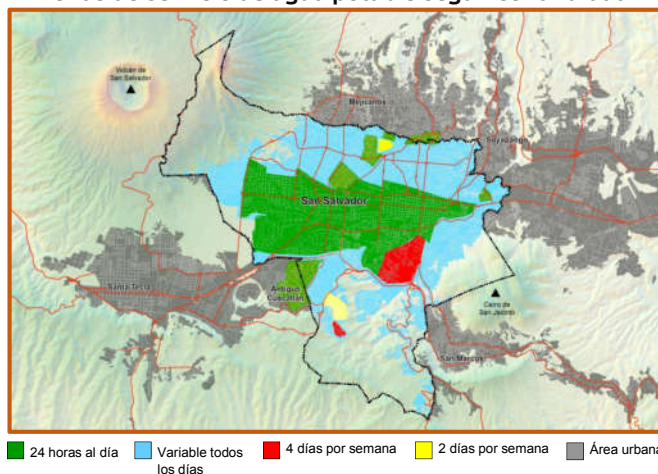 Volcán de
San Salvador
Mejicanos
Soyapango
San Salvador
Santa Tecla
Antiguo
Cuscatlán
Cerro de
San Jacinto
San Marcos
24 horas al día
Variable todos
los días
4 días por semana
2 días por semana
Área urbana